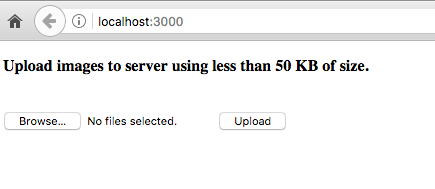 localhost:3000
Upload images to server using less than 50 KB of size.
Browse... No files selected. Upload